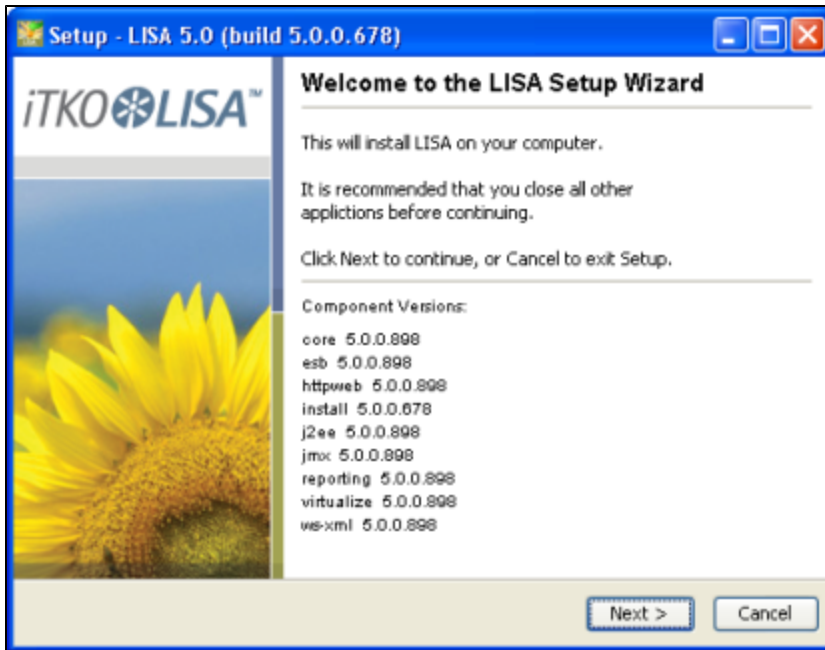 Setup - LISA 5.0 (build 5.0.0.678)
iTKO LISA™
Welcome to the LISA Setup Wizard
This will install LISA on your computer.
It is recommended that you close all other
applictions before continuing.
Click Next to continue, or Cancel to exit Setup.
Component Versions:
core 5.0.0.898
esb 5.0.0.898
httpweb 5.0.0.898
install 5.0.0.678
j2ee 5.0.0.898
jmx 5.0.0.898
reporting 5.0.0.898
virtualize 5.0.0.898
ws-xml 5.0.0.898
Next >
Cancel